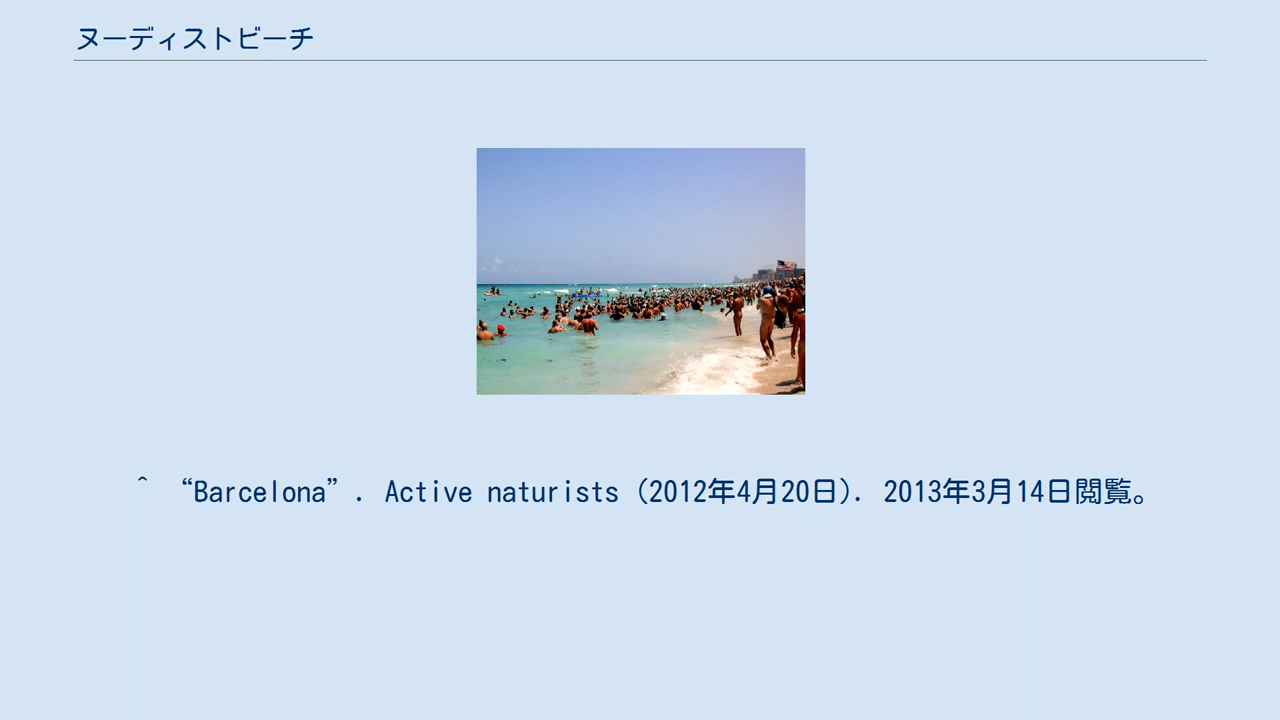 ヌーディストビーチ
^ “Barcelona”. Active naturists (2012年4月20日). 2013年3月14日閲覧。